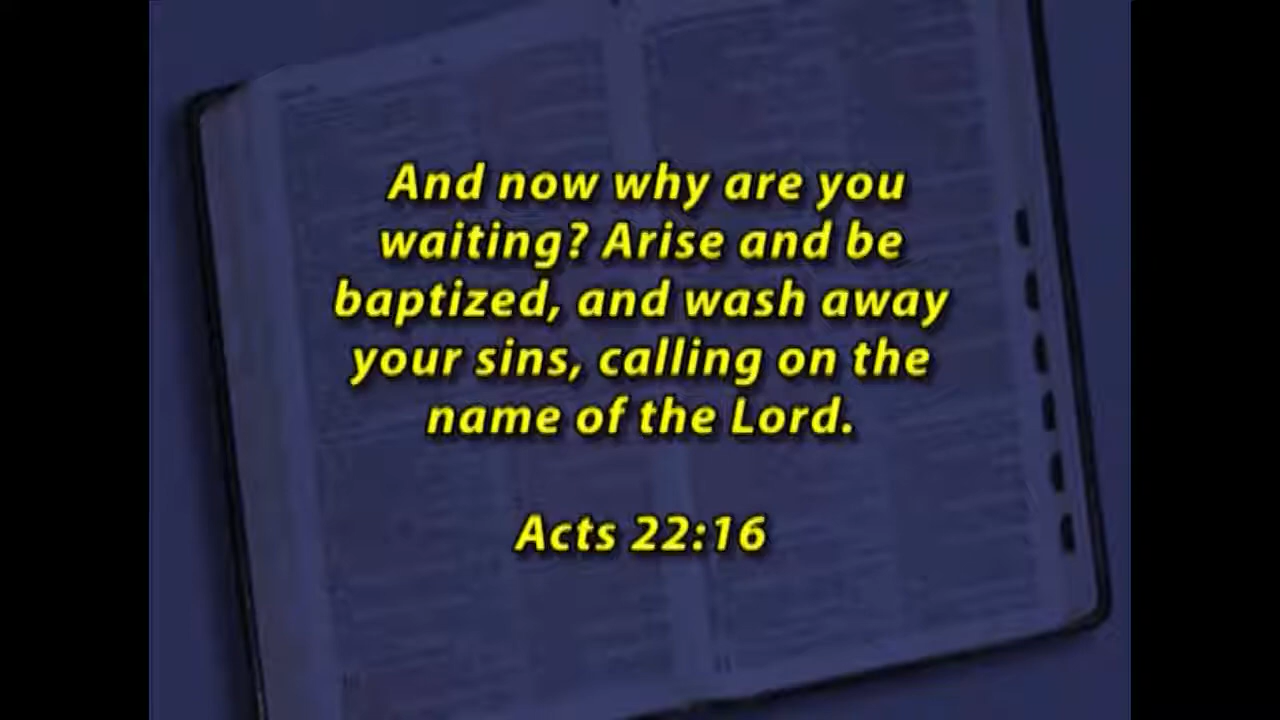 And now why are you
waiting? Arise and be
baptized, and wash away
your sins, calling on the
name of the Lord.
Acts 22:16